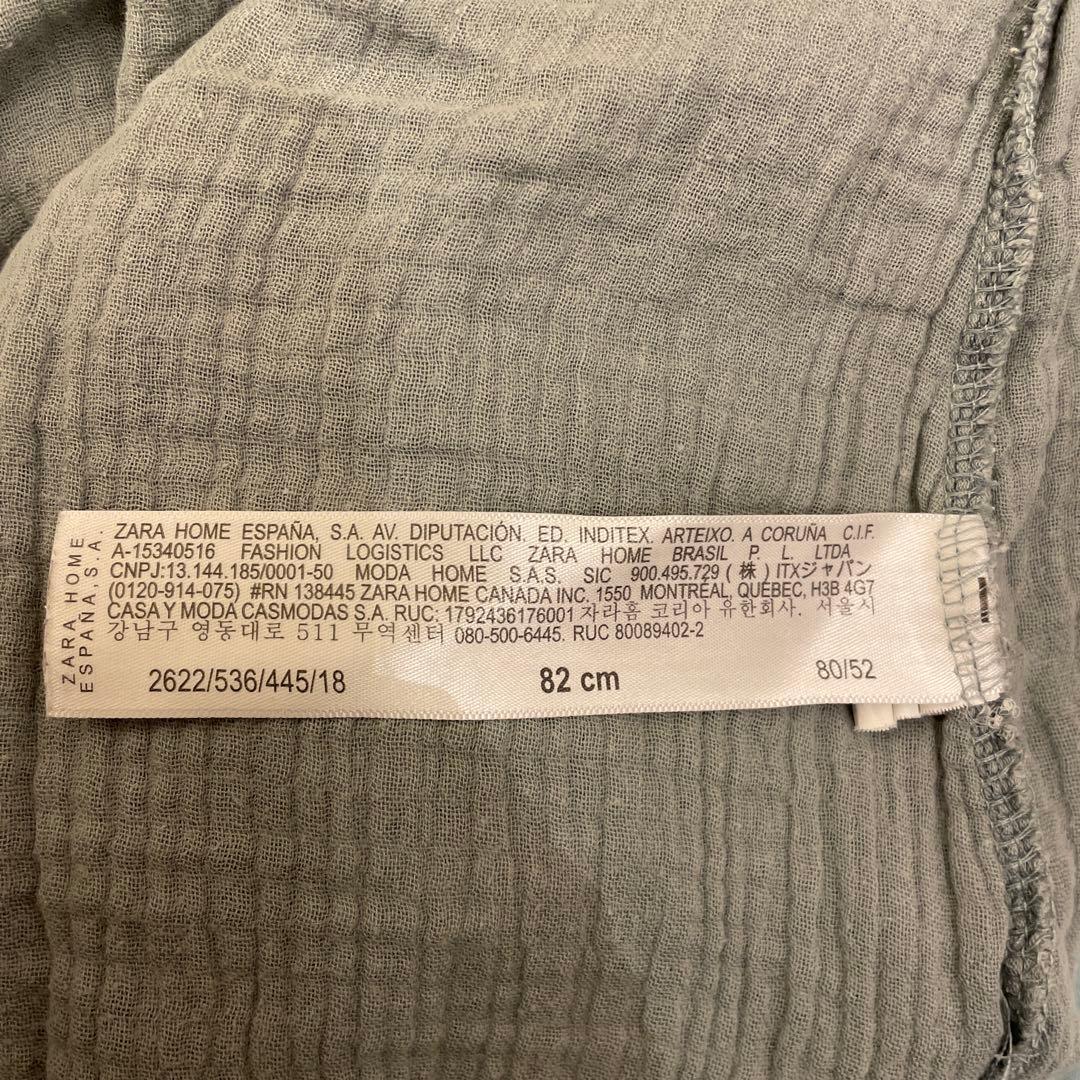 ZARA HOME
ESPAÑA, S.A.
ZARA HOME ESPAÑA, S.A. AV. DIPUTACIÓN. ED. INDITEX. ARTEIXO. A CORUÑA C.I.F.
A-15340516 FASHION LOGISTICS LLC ZARA HOME BRASIL P. L. LTDA
CNPJ:13.144.185/0001-50 MODA HOME S.A.S. SIC 900.495.729 (株) ITXジャパン
(0120-914-075) #RN 138445 ZARA HOME CANADA INC. 1550 MONTRÉAL, QUÉBEC, H3B 4G7
CASA Y MODA CASMODAS S.A. RUC: 1792436176001 자라홈 코리아 유한회사. 서울시
강남구 영동대로 511 무역센터 080-500-6445. RUC 80089402-2
2622/536/445/18 82 cm 80/52